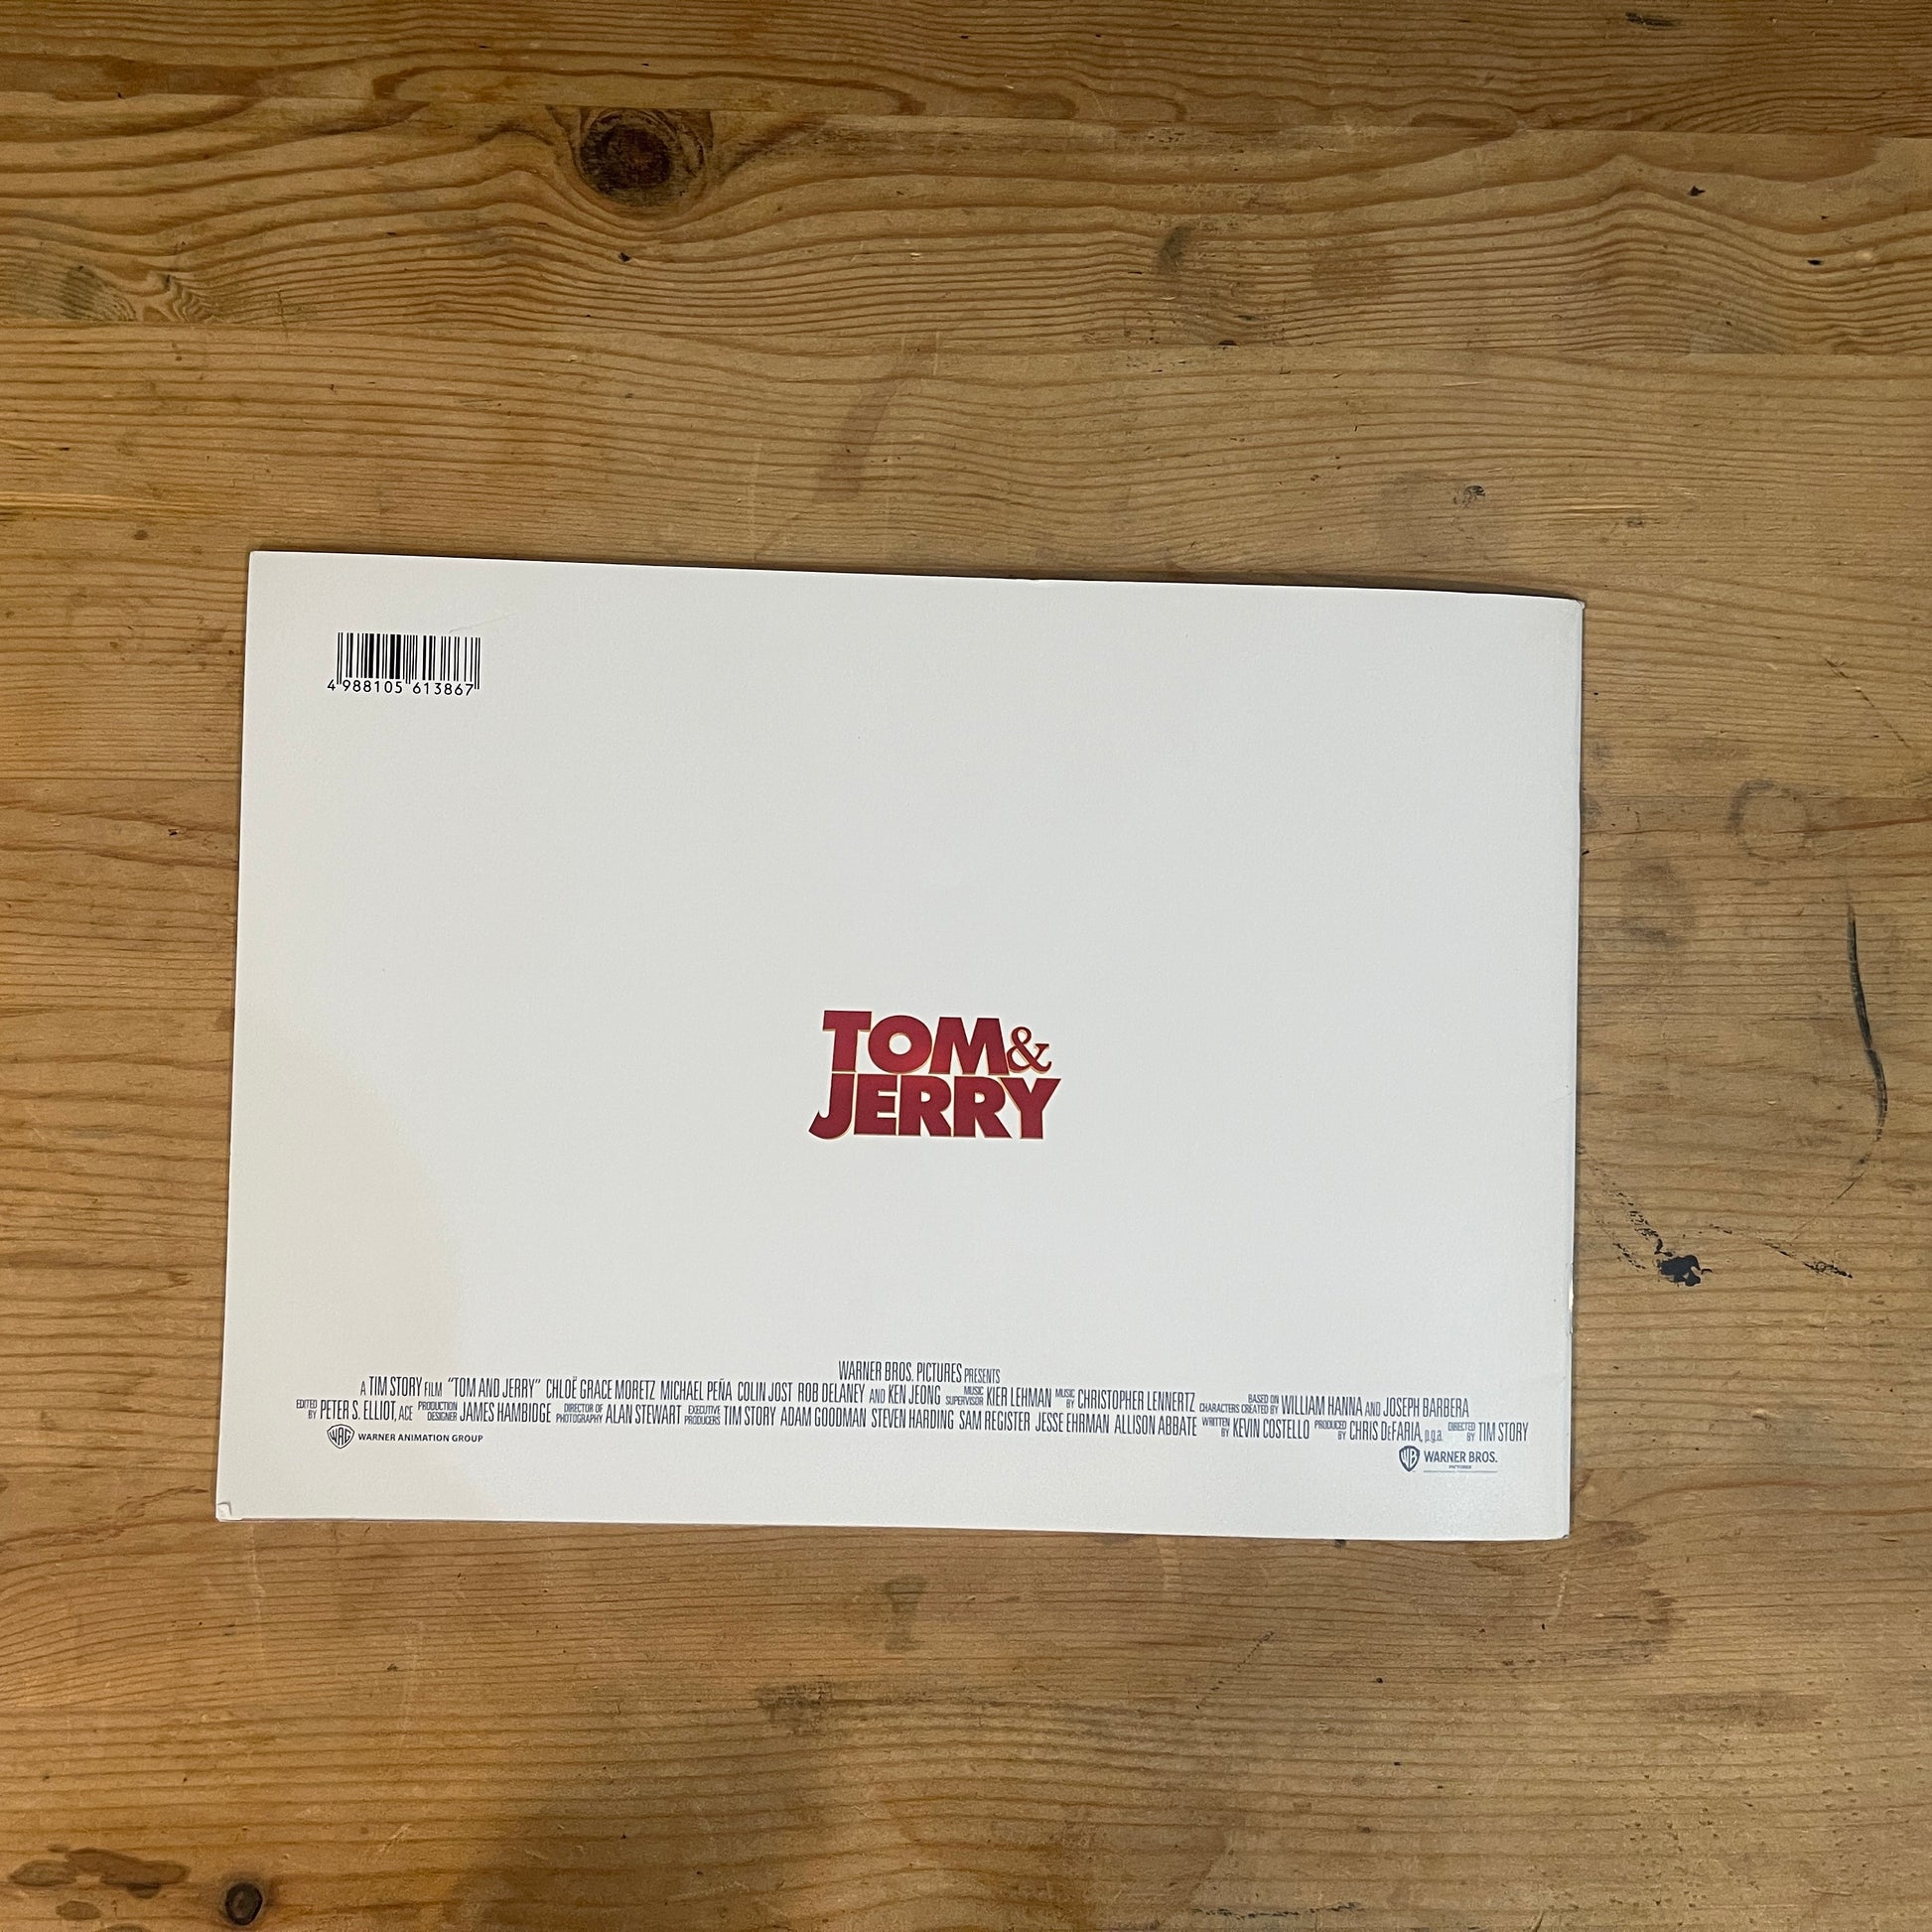 4 988105 613867
TOM &
JERRY
WARNER BROS. PICTURES PRESENTS
A TIM STORY FILM "TOM AND JERRY" CHLOË GRACE MORETZ MICHAEL PEÑA COLIN JOST ROB DELANEY AND KEN JEONG MUSIC SUPERVISOR KIER LEHMAN MUSIC BY CHRISTOPHER LENNERTZ BASED ON CHARACTERS CREATED BY WILLIAM HANNA AND JOSEPH BARBERA
EDITED BY PETER S. ELLIOT, ACE PRODUCTION DESIGNER JAMES HAMBIDGE DIRECTOR OF PHOTOGRAPHY ALAN STEWART EXECUTIVE PRODUCERS TIM STORY ADAM GOODMAN STEVEN HARDING SAM REGISTER JESSE EHRMAN ALLISON ABBATE WRITTEN BY KEVIN COSTELLO PRODUCED BY CHRIS DeFARIA, p.g.a. DIRECTED BY TIM STORY
WAG WARNER ANIMATION GROUP
WB WARNER BROS.
PICTURES